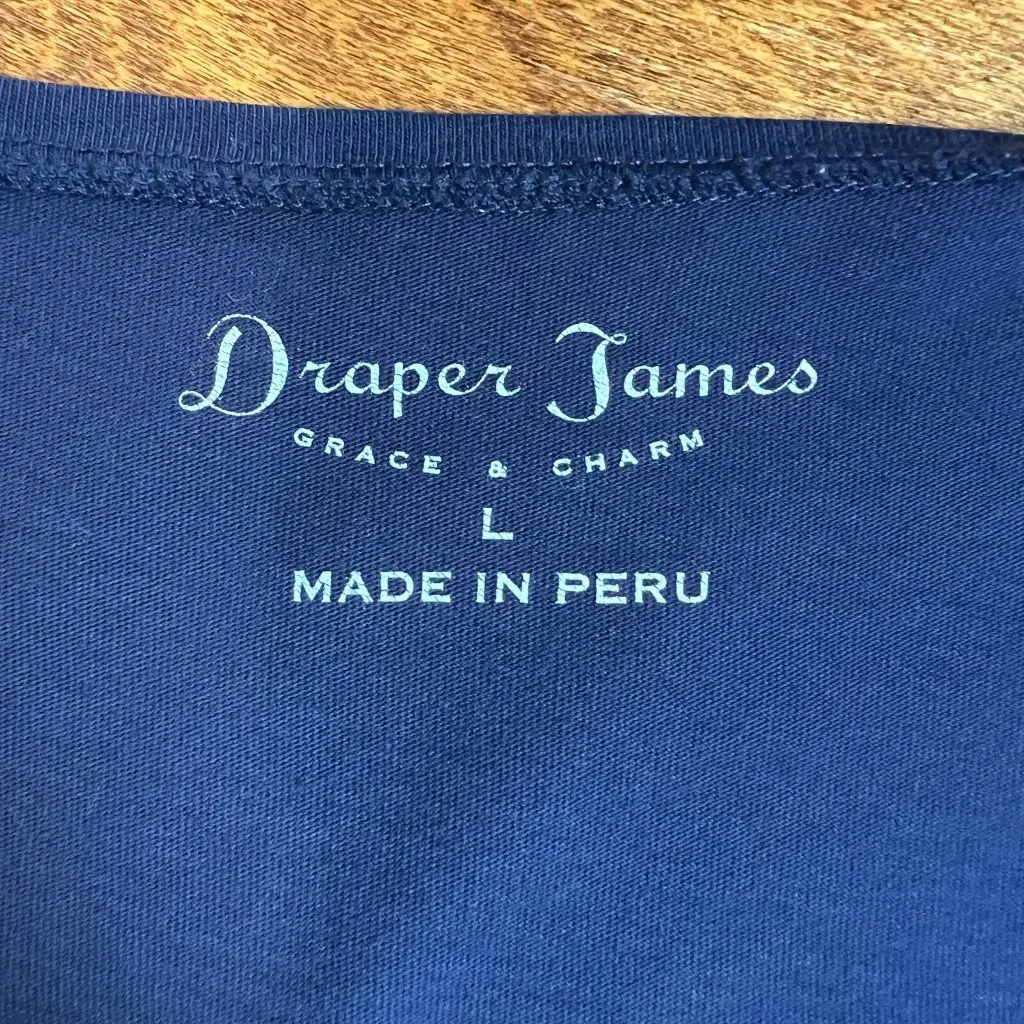 Draper James
GRACE & CHARM
L
MADE IN PERU